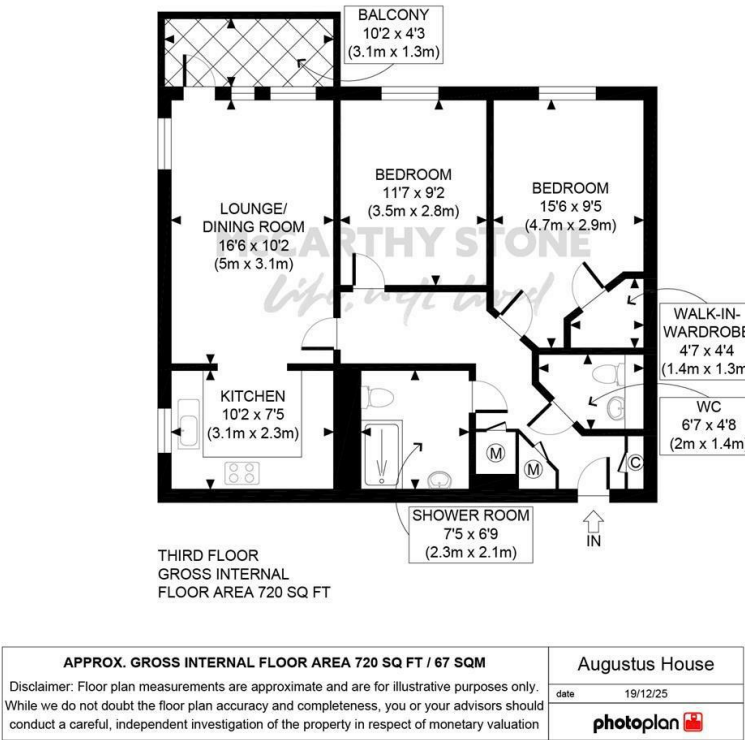 BALCONY
10'2 x 4'3
(3.1m x 1.3m)
BEDROOM
11'7 x 9'2
(3.5m x 2.8m)
BEDROOM
15'6 x 9'5
(4.7m x 2.9m)
LOUNGE/
DINING ROOM
16'6 x 10'2
(5m x 3.1m)
McCARTHY STONE
life, well lived
WALK-IN-
WARDROBE
4'7 x 4'4
(1.4m x 1.3m
KITCHEN
10'2 x 7'5
(3.1m x 2.3m)
WC
6'7 x 4'8
(2m x 1.4m)
M
M
C
SHOWER ROOM
7'5 x 6'9
(2.3m x 2.1m)
IN
THIRD FLOOR
GROSS INTERNAL
FLOOR AREA 720 SQ FT
APPROX. GROSS INTERNAL FLOOR AREA 720 SQ FT / 67 SQM
Disclaimer: Floor plan measurements are approximate and are for illustrative purposes only.
While we do not doubt the floor plan accuracy and completeness, you or your advisors should
conduct a careful, independent investigation of the property in respect of monetary valuation
Augustus House
date 19/12/25
photoplan